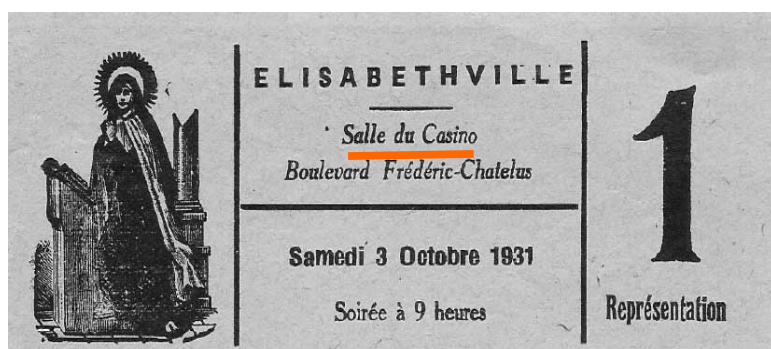 ELISABETHVILLE
Salle du Casino
Boulevard Frédéric-Chatelus
Samedi 3 Octobre 1931
Soirée à 9 heures
1
Représentation